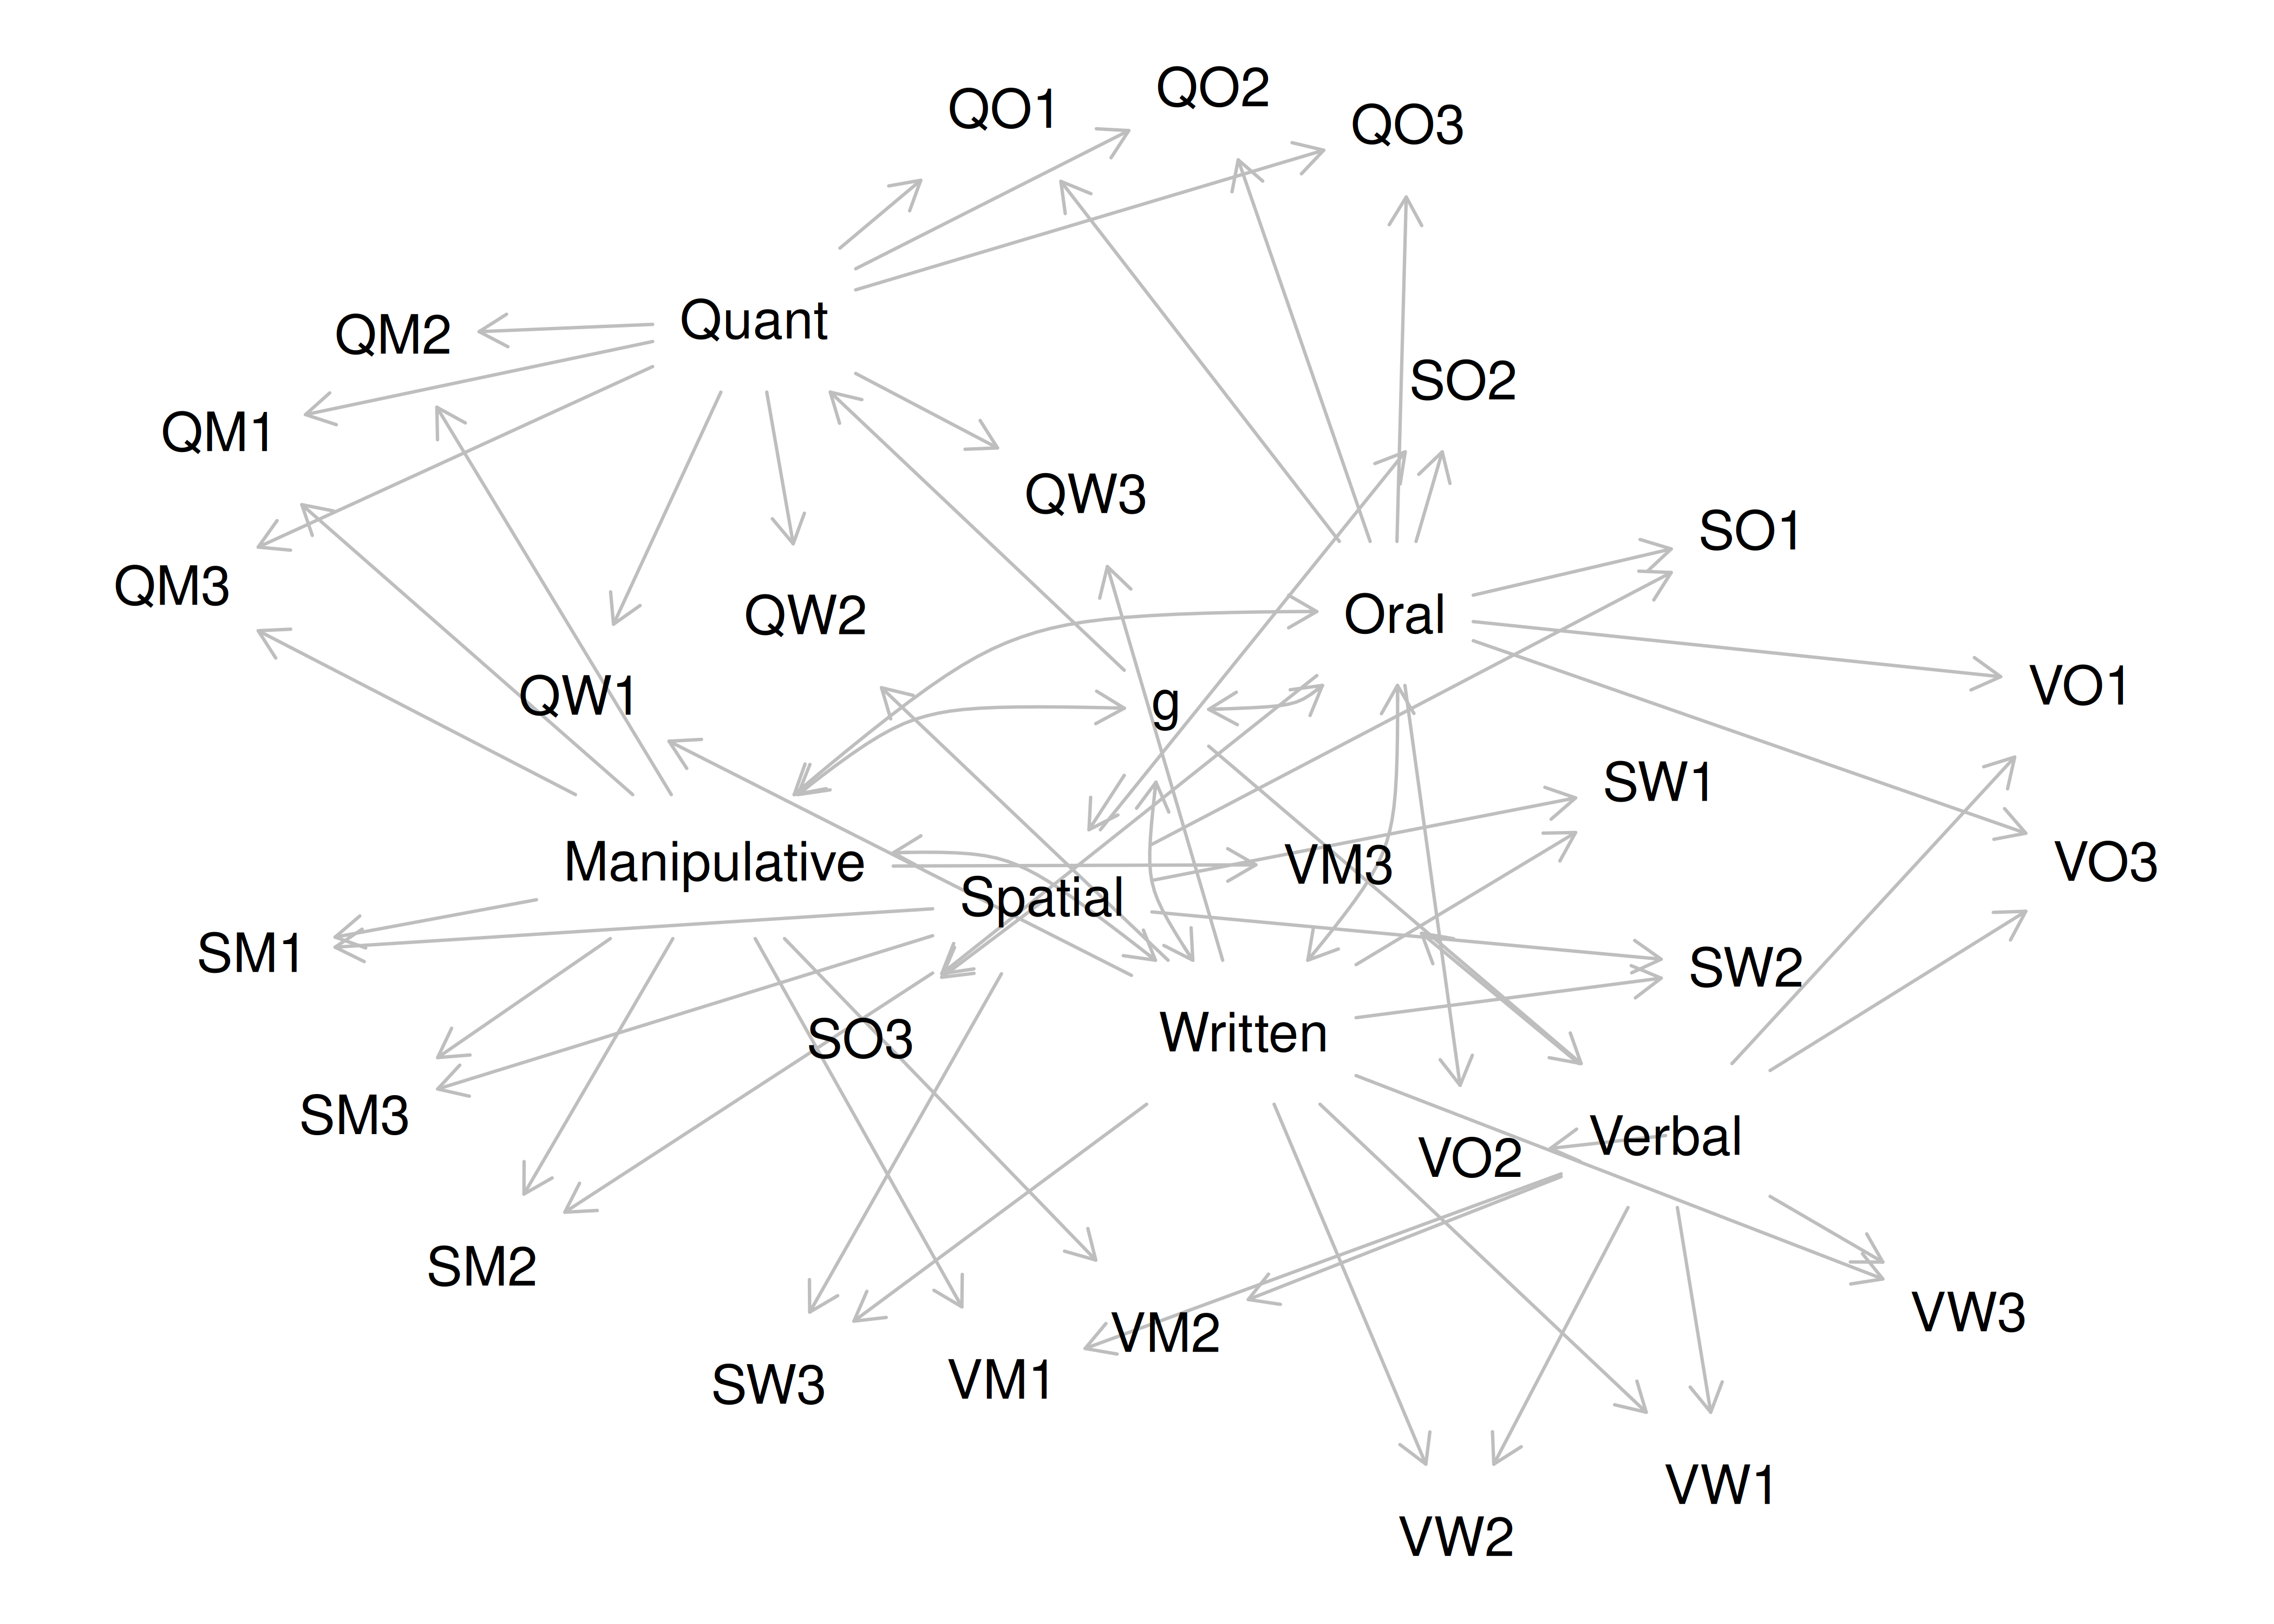 QO2
QO1
QO3
Quant
QM2
SO2
QM1
QW3
SO1
QM3
QW2
Oral
VO1
QW1
g
SW1
Manipulative
VM3
VO3
Spatial
SM1
SW2
SO3
Written
SM3
VO2
Verbal
SM2
VW3
VM2
SW3
VM1
VW1
VW2